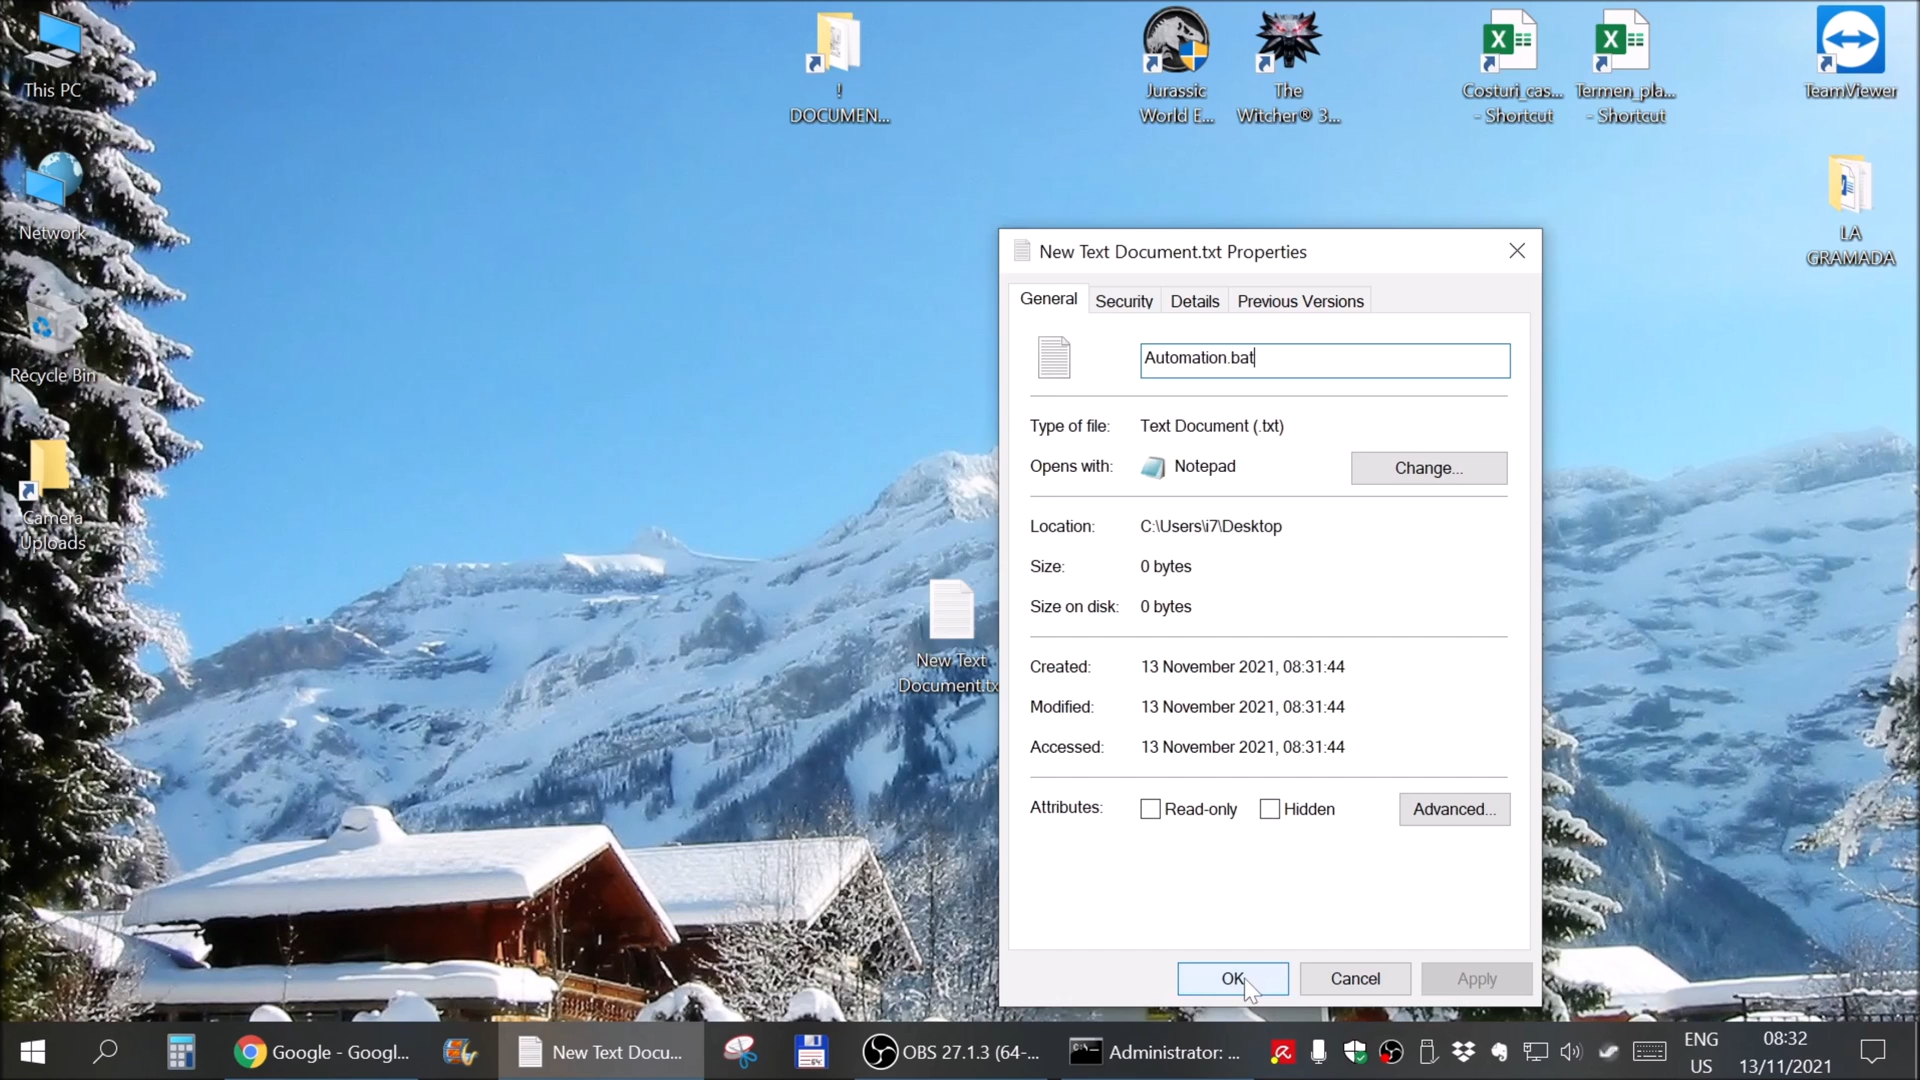 This PC
!
DOCUMEN...
Jurassic
World E...
The
Witcher® 3...
Costuri_cas...
- Shortcut
Termen_pla...
- Shortcut
TeamViewer
Network
LA
GRAMADA
Recycle Bin
Camera
Uploads
New Text
Document.tx
New Text Document.txt Properties
General
Security
Details
Previous Versions
Automation.bat
Type of file:
Text Document (.txt)
Opens with:
Notepad
Change...
Location:
C:\Users\i7\Desktop
Size:
0 bytes
Size on disk:
0 bytes
Created:
13 November 2021, 08:31:44
Modified:
13 November 2021, 08:31:44
Accessed:
13 November 2021, 08:31:44
Attributes:
Read-only
Hidden
Advanced...
OK
Cancel
Apply
Google - Googl...
New Text Docu...
OBS 27.1.3 (64-...
Administrator: ...
ENG
US
08:32
13/11/2021